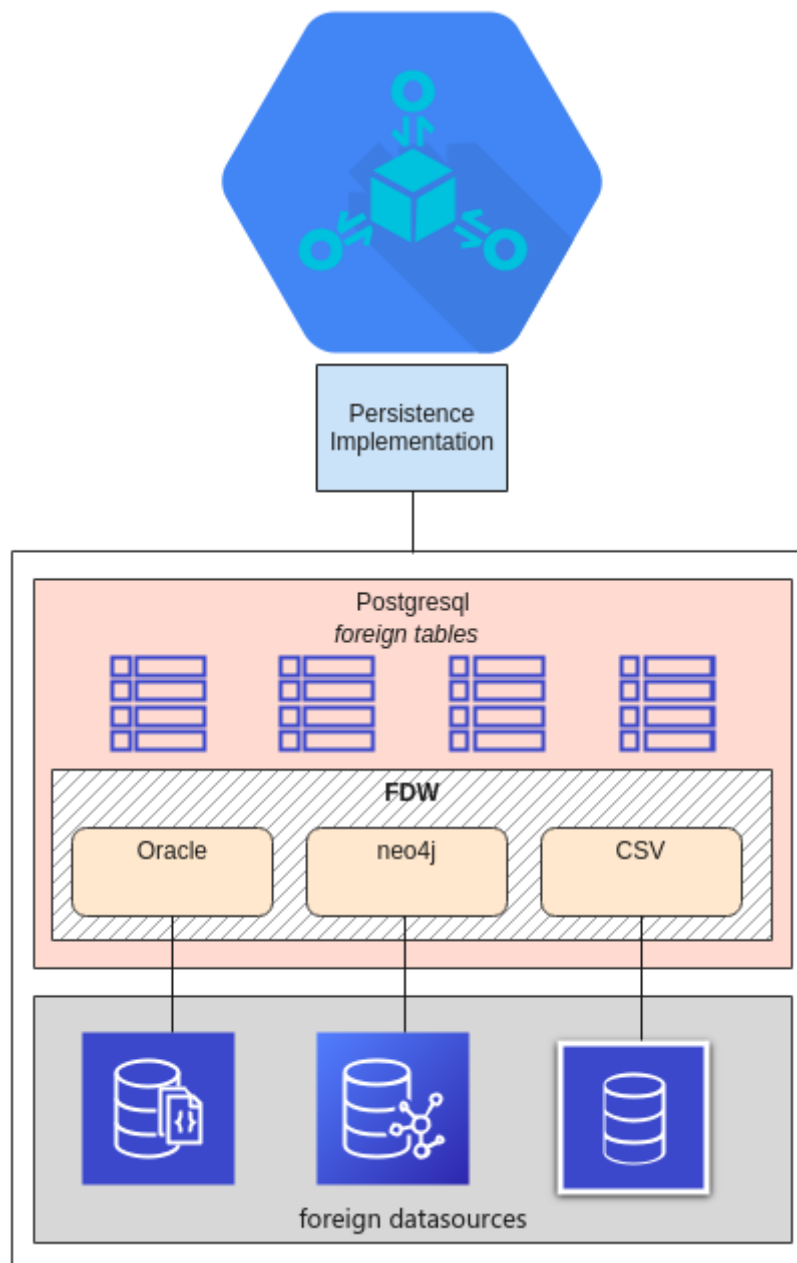 Persistence
Implementation
Postgresql
foreign tables
FDW
Oracle
neo4j
CSV
foreign datasources